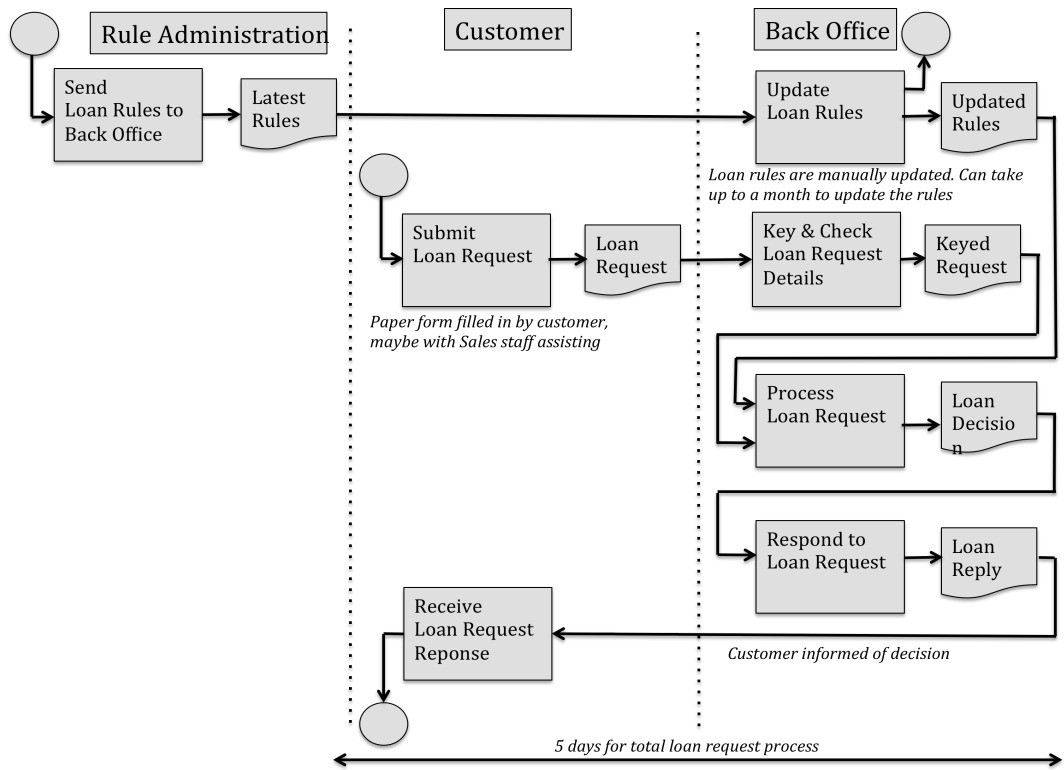 Rule Administration
Customer
Back Office
Send
Loan Rules to
Back Office
Latest
Rules
Update
Loan Rules
Updated
Rules
Loan rules are manually updated. Can take
up to a month to update the rules
Submit
Loan Request
Loan
Request
Key & Check
Loan Request
Details
Keyed
Request
Paper form filled in by customer,
maybe with Sales staff assisting
Process
Loan Request
Loan
Decisio
n
Respond to
Loan Request
Loan
Reply
Receive
Loan Request
Reponse
Customer informed of decision
5 days for total loan request process